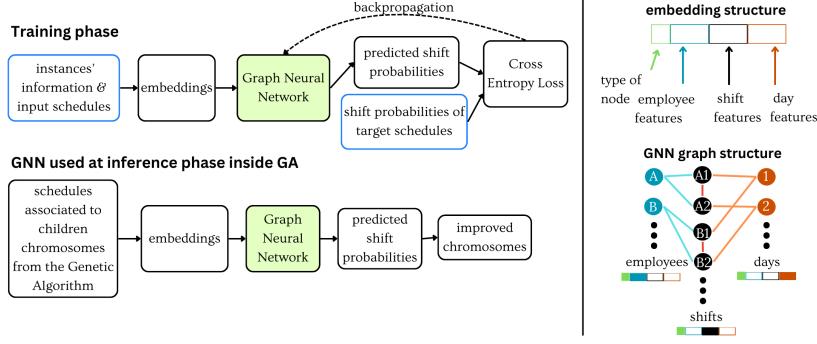 backpropagation
Training phase
instances'
information &
input schedules
embeddings
Graph Neural
Network
predicted shift
probabilities
shift probabilities of
target schedules
Cross
Entropy Loss
GNN used at inference phase inside GA
schedules
associated to
children
chromosomes
from the Genetic
Algorithm
embeddings
Graph
Neural
Network
predicted
shift
probabilities
improved
chromosomes
embedding structure
type of
node
employee
features
shift
features
day
features
GNN graph structure
A
A1
1
B
A2
2
B1
B2
employees
days
shifts